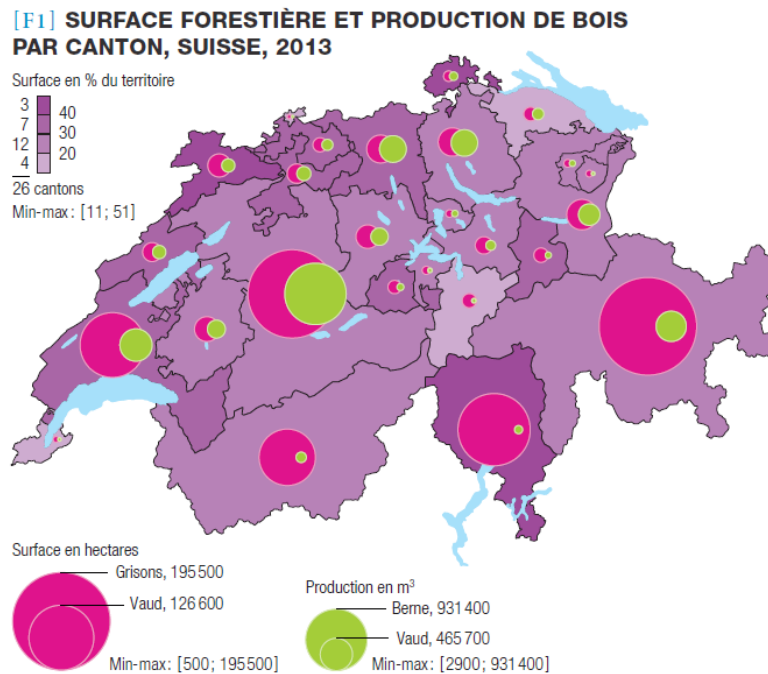 [F1] SURFACE FORESTIÈRE ET PRODUCTION DE BOIS
PAR CANTON, SUISSE, 2013
Surface en % du territoire
3
40
7
30
12
20
4
26 cantons
Min-max : [11 ; 51]
Surface en hectares
Grisons, 195 500
Vaud, 126 600
Min-max : [500 ; 195 500]
Production en m³
Berne, 931 400
Vaud, 465 700
Min-max : [2900 ; 931 400]